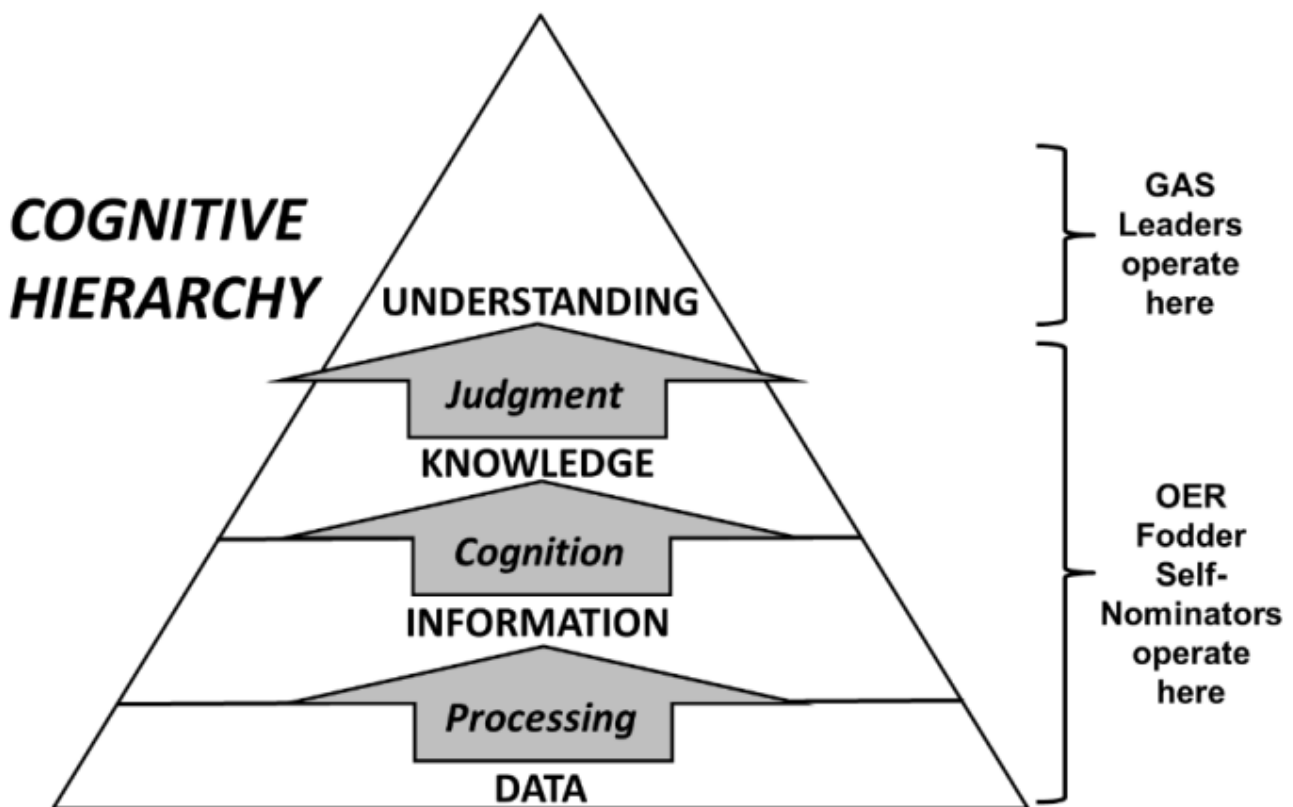 COGNITIVE
HIERARCHY
UNDERSTANDING
Judgment
KNOWLEDGE
Cognition
INFORMATION
Processing
DATA
GAS
Leaders
operate
here
OER
Fodder
Self-
Nominators
operate
here